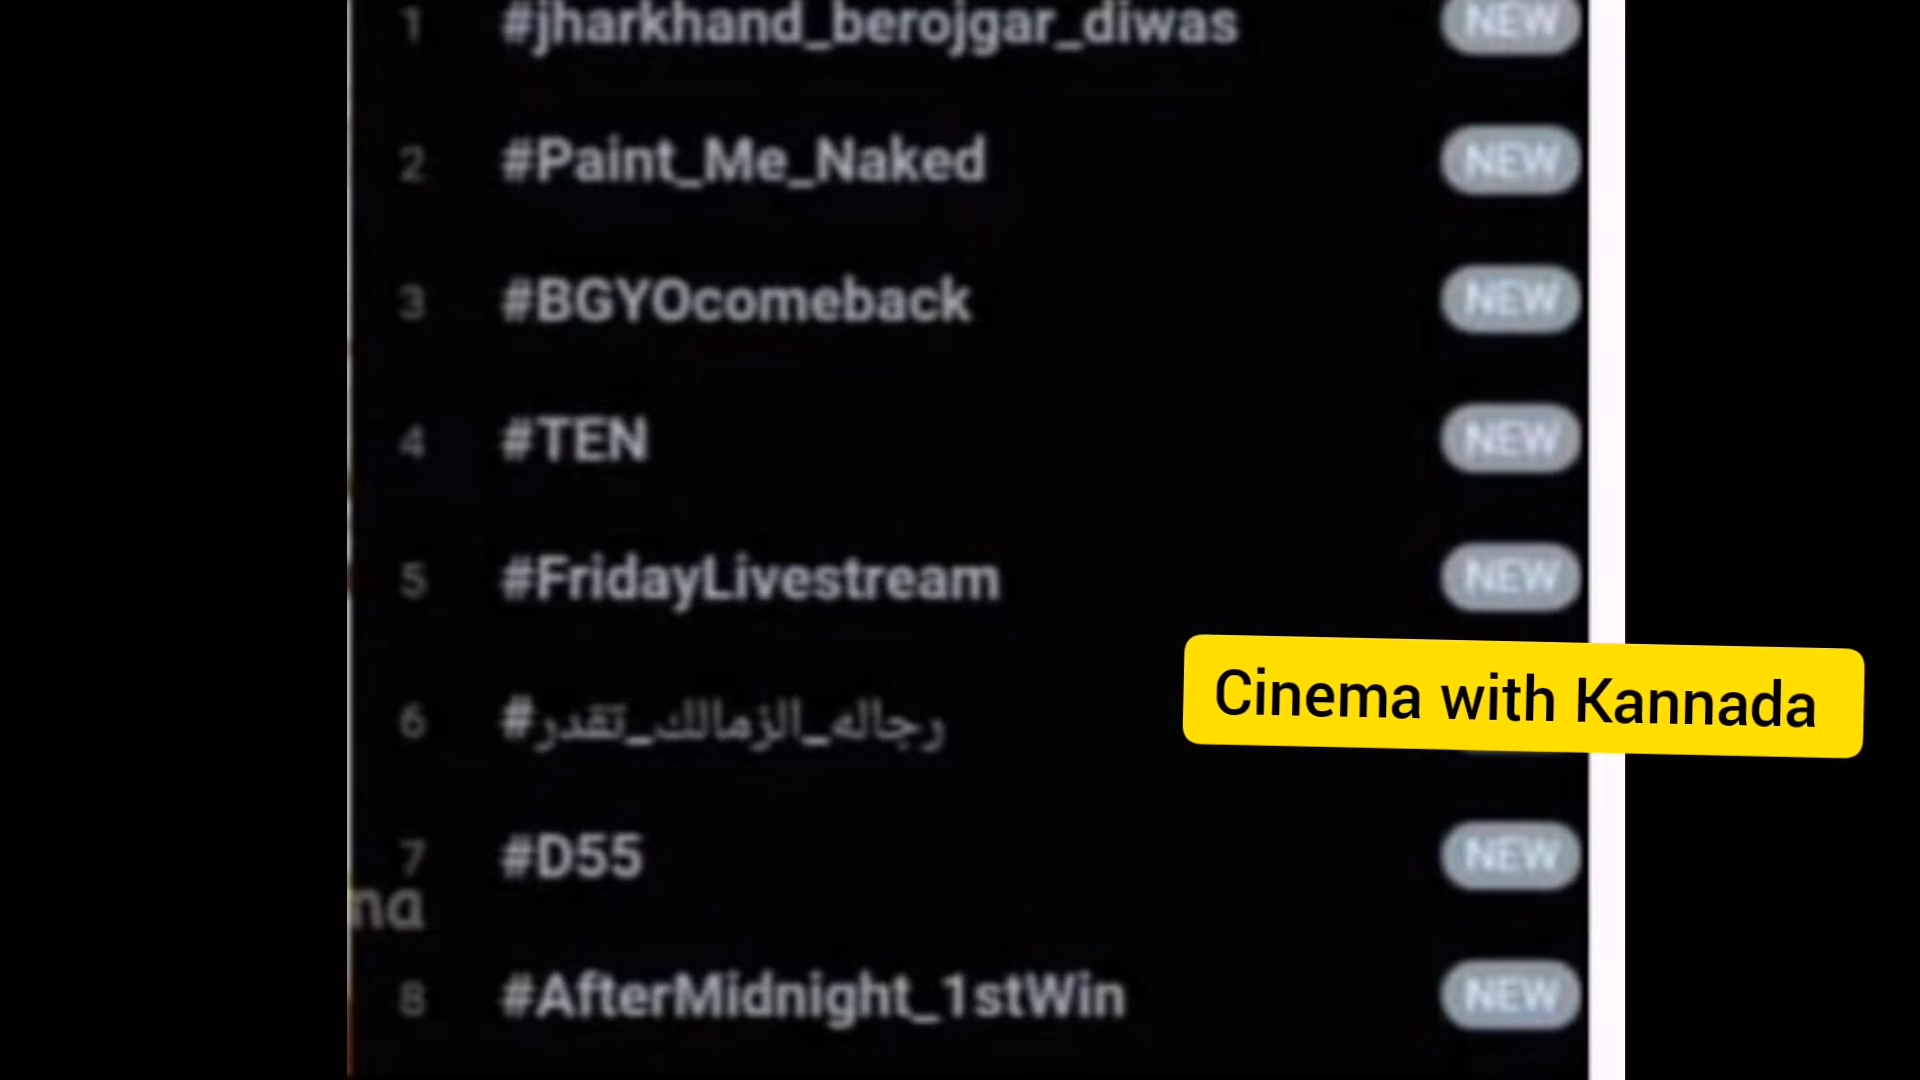 1 #jharkhand_berojgar_diwas NEW
2 #Paint_Me_Naked NEW
3 #BGYOcomeback NEW
4 #TEN NEW
5 #FridayLivestream NEW
6 #رجاله_الزمالك_تقدر
Cinema with Kannada
7 #D55 NEW
na
8 #AfterMidnight_1stWin NEW